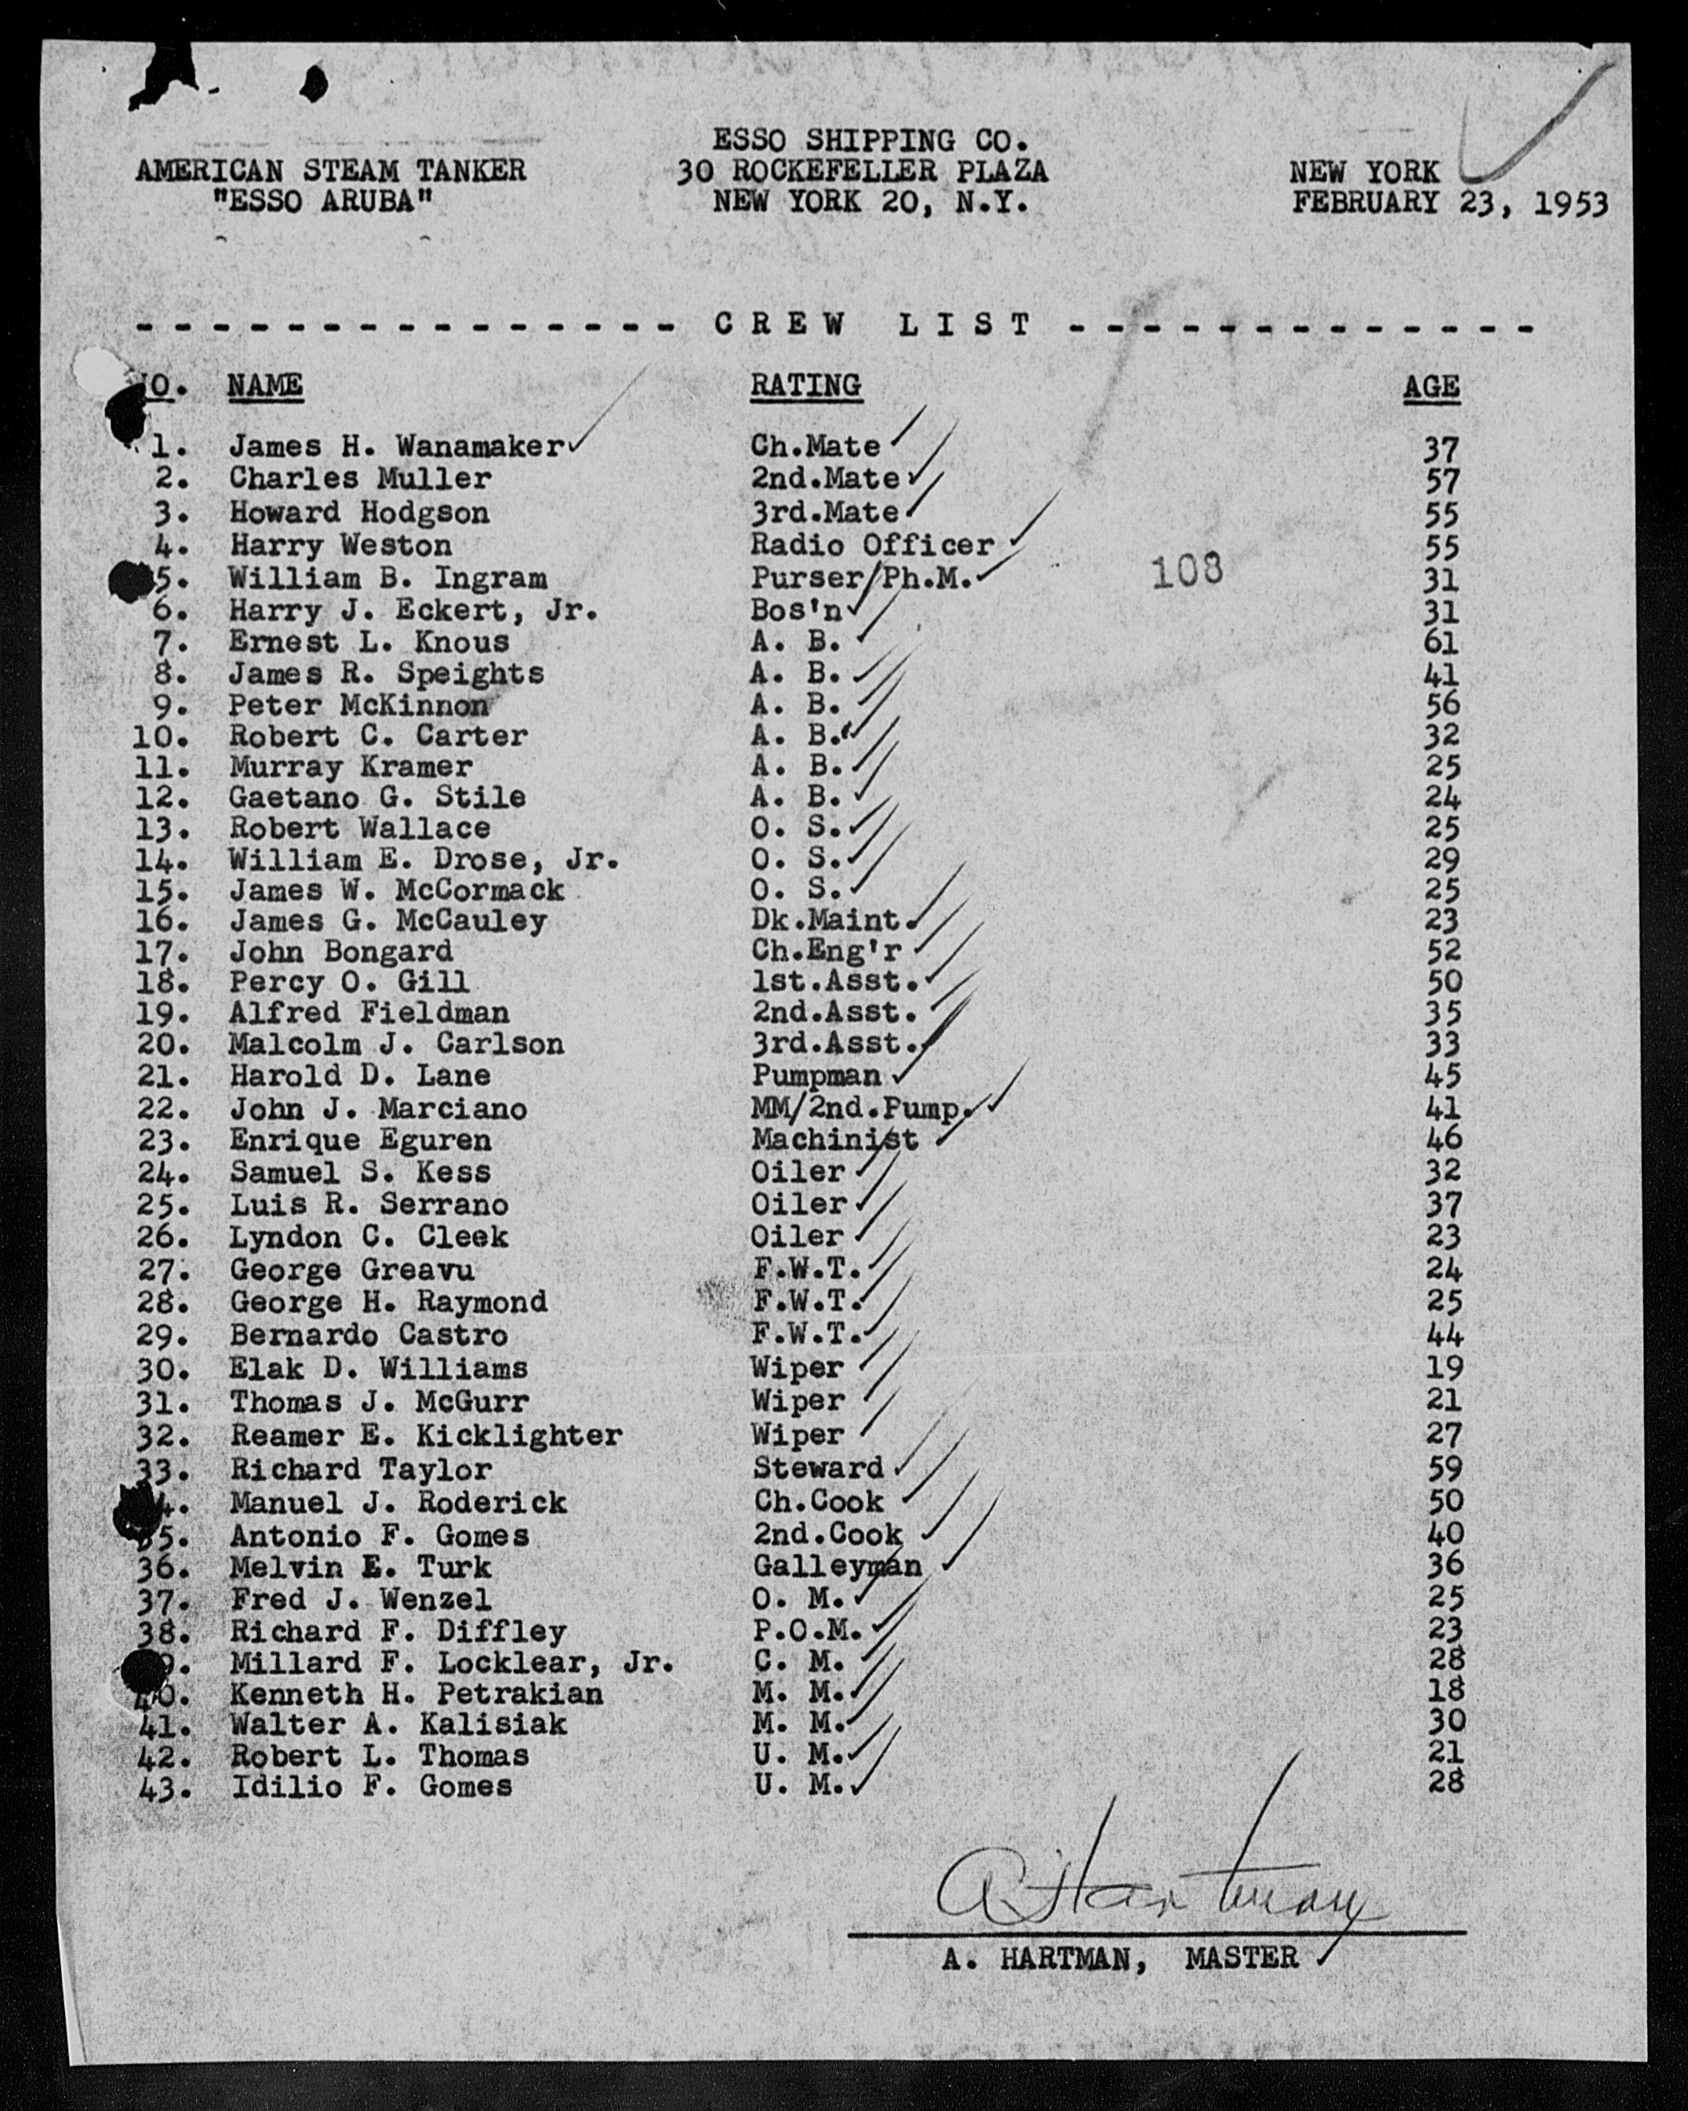 ESSO SHIPPING CO.
AMERICAN STEAM TANKER 30 ROCKEFELLER PLAZA NEW YORK
"ESSO ARUBA" NEW YORK 20, N.Y. FEBRUARY 23, 1953
- - - - - - - - - - - - - - - C R E W L I S T - - - - - - - - - - - - -
NO. NAME RATING AGE
1. James H. Wanamaker Ch.Mate 37
2. Charles Muller 2nd.Mate 57
3. Howard Hodgson 3rd.Mate 55
4. Harry Weston Radio Officer 55
5. William B. Ingram Purser/Ph.M. 108 31
6. Harry J. Eckert, Jr. Bos'n 31
7. Ernest L. Knous A. B. 61
8. James R. Speights A. B. 41
9. Peter McKinnon A. B. 56
10. Robert C. Carter A. B. 32
11. Murray Kramer A. B. 25
12. Gaetano G. Stile A. B. 24
13. Robert Wallace O. S. 25
14. William E. Drose, Jr. O. S. 29
15. James W. McCormack O. S. 25
16. James G. McCauley Dk.Maint. 23
17. John Bongard Ch.Eng'r 52
18. Percy O. Gill 1st.Asst. 50
19. Alfred Fieldman 2nd.Asst. 35
20. Malcolm J. Carlson 3rd.Asst. 33
21. Harold D. Lane Pumpman 45
22. John J. Marciano MM/2nd.Pump. 41
23. Enrique Eguren Machinist 46
24. Samuel S. Kess Oiler 32
25. Luis R. Serrano Oiler 37
26. Lyndon C. Cleek Oiler 23
27. George Greavu F.W.T. 24
28. George H. Raymond F.W.T. 25
29. Bernardo Castro F.W.T. 44
30. Elak D. Williams Wiper 19
31. Thomas J. McGurr Wiper 21
32. Reamer E. Kicklighter Wiper 27
33. Richard Taylor Steward 59
34. Manuel J. Roderick Ch.Cook 50
35. Antonio F. Gomes 2nd.Cook 40
36. Melvin E. Turk Galleyman 36
37. Fred J. Wenzel O. M. 25
38. Richard F. Diffley P.O.M. 23
39. Millard F. Locklear, Jr. C. M. 28
40. Kenneth H. Petrakian M. M. 18
41. Walter A. Kalisiak M. M. 30
42. Robert L. Thomas U. M. 21
43. Idilio F. Gomes U. M. 28
A Hartman
A. HARTMAN, MASTER